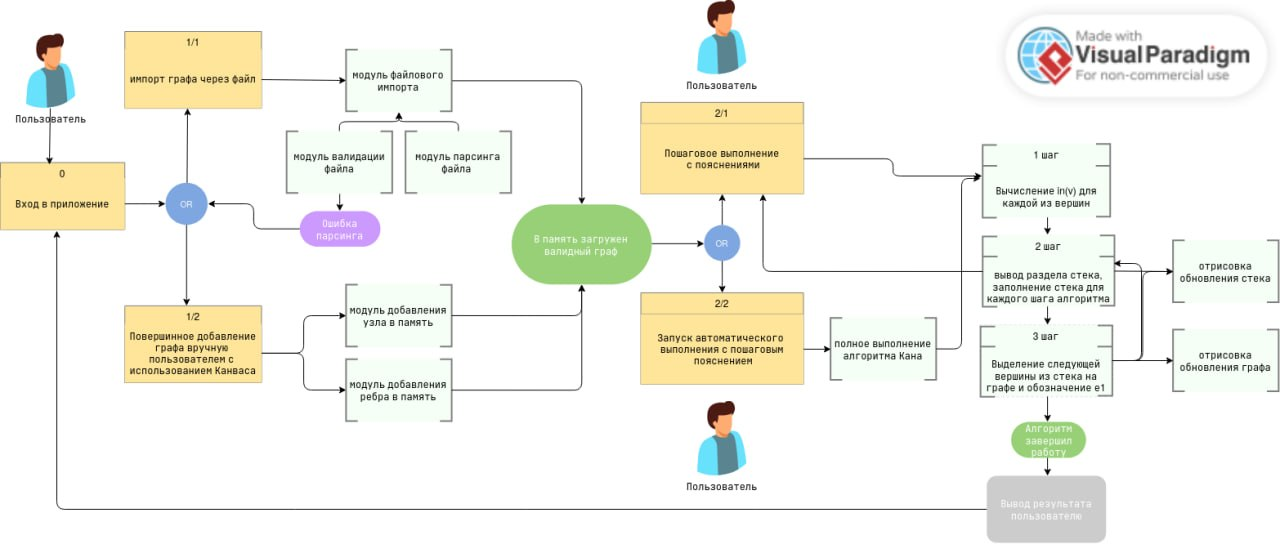 Made with
Visual Paradigm
For non-commercial use
Пользователь
0
Вход в приложение
OR
1/1
импорт графа через файл
1/2
Повершинное добавление
графа вручную
пользователем с
использованием Канваса
модуль файлового
импорта
модуль валидации
файла
модуль парсинга
файла
Ошибка
парсинга
модуль добавления
узла в память
модуль добавления
ребра в память
В память загружен
валидный граф
OR
Пользователь
2/1
Пошаговое выполнение
с пояснениями
2/2
Запуск автоматического
выполнения с пошаговым
пояснением
Пользователь
полное выполнение
алгоритма Кана
1 шаг
Вычисление in(v) для
каждой из вершин
2 шаг
вывод раздела стека,
заполнение стека для
каждого шага алгоритма
3 шаг
Выделение следующей
вершины из стека на
графе и обозначение e1
отрисовка
обновления стека
отрисовка
обновления графа
Алгоритм
завершил
работу
Вывод результата
пользователю